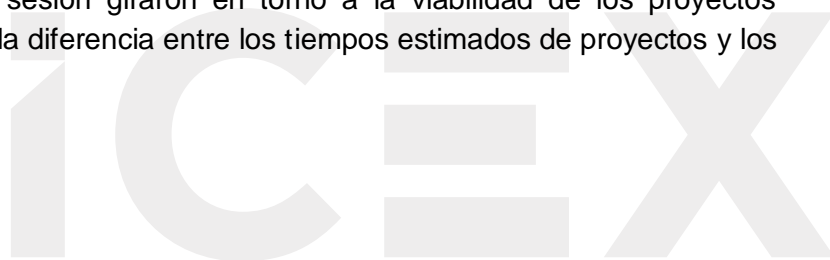 sesión giraron en torno a la viabilidad de los proyectos
la diferencia entre los tiempos estimados de proyectos y los
iCEX